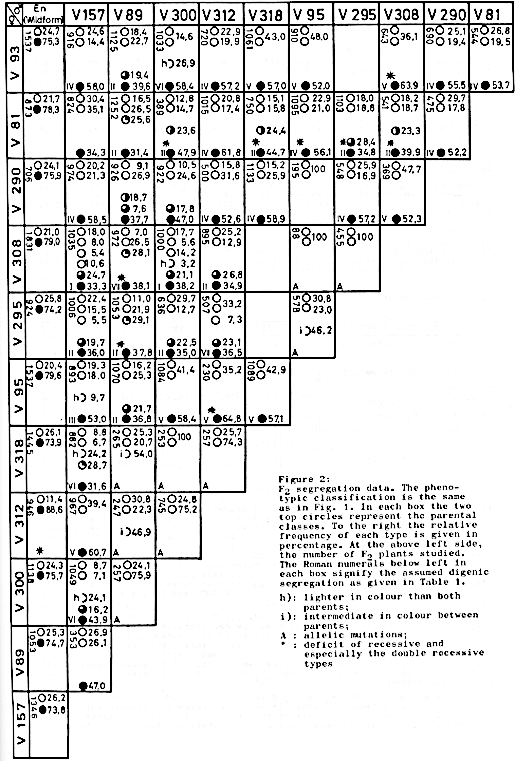 ♀ ♂ En (Midform) V 157 V 89 V 300 V 312 V 318 V 95 V 295 V 308 V 290 V 81
V 93
75,3
24,6 18,4 14,6 22,9 43,0 48,0 36,1 25,1 26,8
14,4 22,7 19,9 19,4 19,5
h) 26,9
19,4
IV 58,0 II 39,6 VI 58,4 IV 57,2 V 57,0 V 52,0 V 63,9 IV 55,5 IV 53,7
V 81
21,7 30,4 16,5 12,8 20,8 15,1 22,9 18,0 18,2 29,7
78,3 35,1 26,5 14,7 17,4 15,8 21,0 18,8 18,7 17,8
25,6
23,6 24,4 28,4 23,3
34,3 II 31,4 II 47,9 IV 61,8 II 44,7 IV 56,1 II 34,8 II 39,9 IV 52,2
V 290
24,1 20,2 9,1 10,5 15,8 15,2 100 25,9 47,7
75,9 21,3 26,9 24,6 31,6 25,9 16,9
18,7
7,6 17,8
IV 58,5 37,7 47,0 IV 52,6 IV 58,9 A IV 57,2 V 52,3
V 308
21,0 18,0 7,0 17,7 25,2 100 100
79,0 8,0 26,5 5,6 12,9
5,4 28,1 14,2
10,6 h) 3,2
24,7 21,1 26,8
I 33,3 VI 38,1 I 38,2 II 34,9 A A
V 295
25,8 22,4 11,0 29,7 33,2 30,8
74,2 15,5 21,9 12,7 7,3 23,0
5,5 29,1
i) 46,2
19,7 22,5 23,1
II 36,0 II 37,8 II 35,0 VI 36,5 A
V 95
20,4 19,3 16,2 41,4 35,2 42,9
79,6 18,0 25,3
h) 9,7
21,7
III 53,0 II 36,8 V 58,4 V 64,8 V 57,1
V 318
26,1 8,8 25,3 100 25,7
73,9 6,7 20,7 74,3
h) 24,2 i) 54,0
28,7
VI 31,6 A A A
V 312
11,4 39,4 30,8 24,8
88,6 22,3 75,2
i) 46,9
* V 60,7 A A
V 300
24,3 8,7 24,1
75,7 7,1 75,9
h) 24,1
16,2
VI 43,9 A
V 89
25,3 26,9
74,7 26,1
47,0
V 157
26,2
73,8
Figure 2:
F2 segregation data. The pheno-
typic classification is the same
as in Fig. 1. In each box the two
top circles represent the parental
classes. To the right the relative
frequency of each type is given in
percentage. At the above left side,
the number of F2 plants studied.
The Roman numerals below left in
each box signify the assumed digenic
segregation as given in Table 1.
h): lighter in colour than both
parents;
i): intermediate in colour between
parents;
A : allelic mutations;
* : deficit of recessive and
especially the double recessive
types